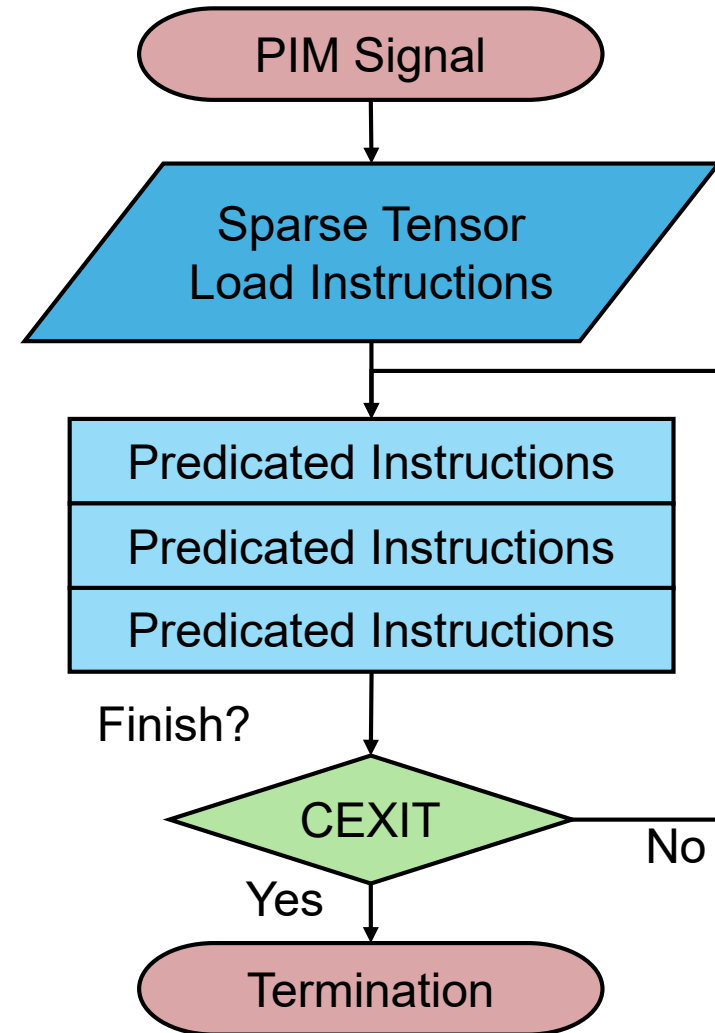 PIM Signal
Sparse Tensor
Load Instructions
Predicated Instructions
Predicated Instructions
Predicated Instructions
Finish?
CEXIT
No
Yes
Termination